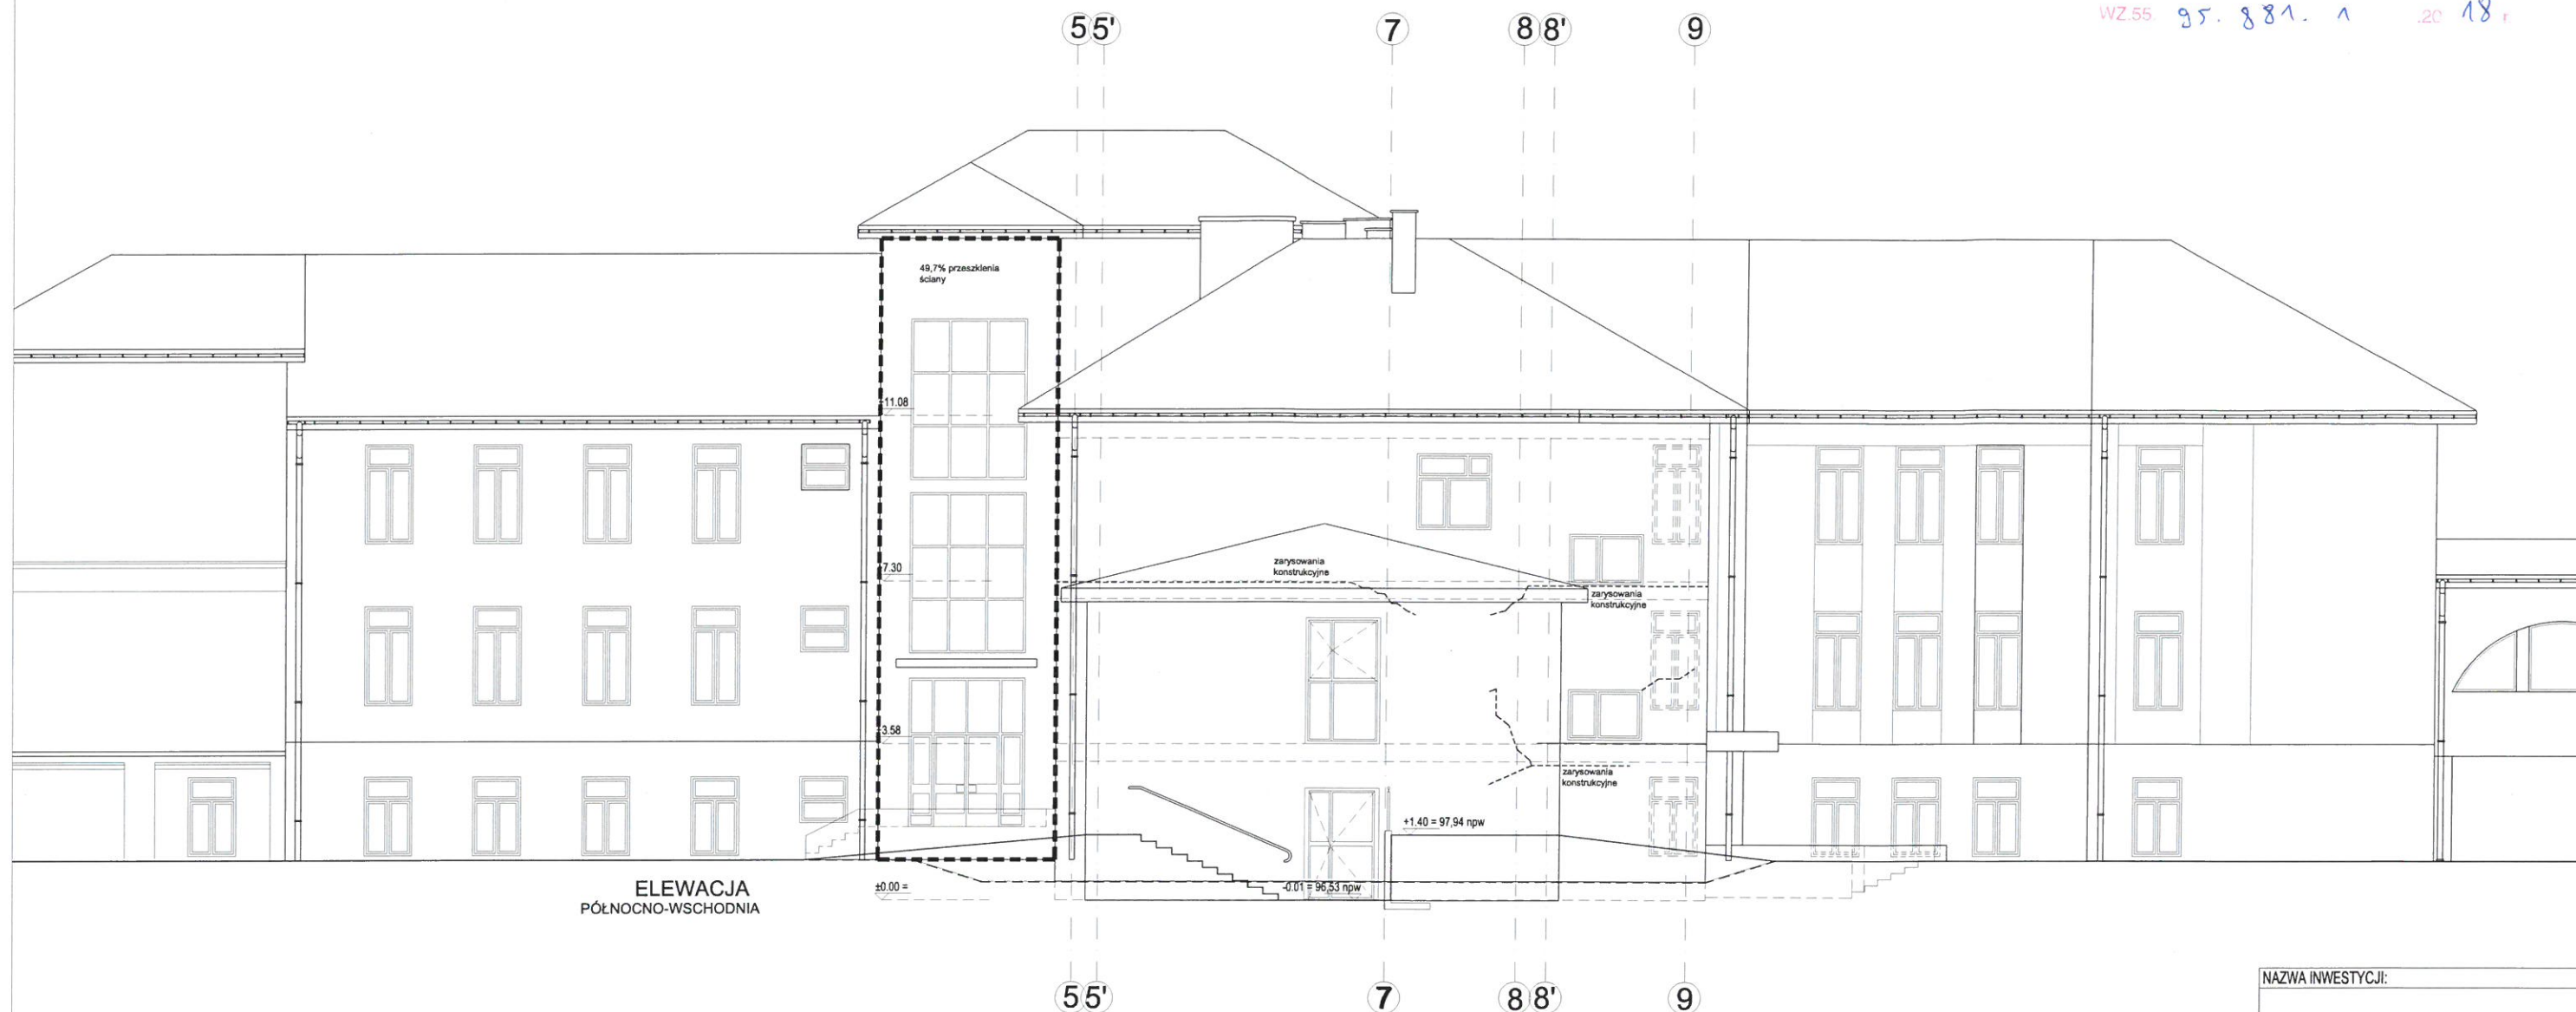 WZ.55. 95. 881. 1 .20 18 r
5 5' 7 8 8' 9
49,7% przeszklenia
ściany
11.08
zarysowania
konstrukcyjne
7.30
zarysowania
konstrukcyjne
3.58
zarysowania
konstrukcyjne
+1.40 = 97,94 npw
±0.00 =
-0.01 = 96,53 npw
ELEWACJA
PÓŁNOCNO-WSCHODNIA
NAZWA INWESTYCJI:
5 5' 7 8 8' 9